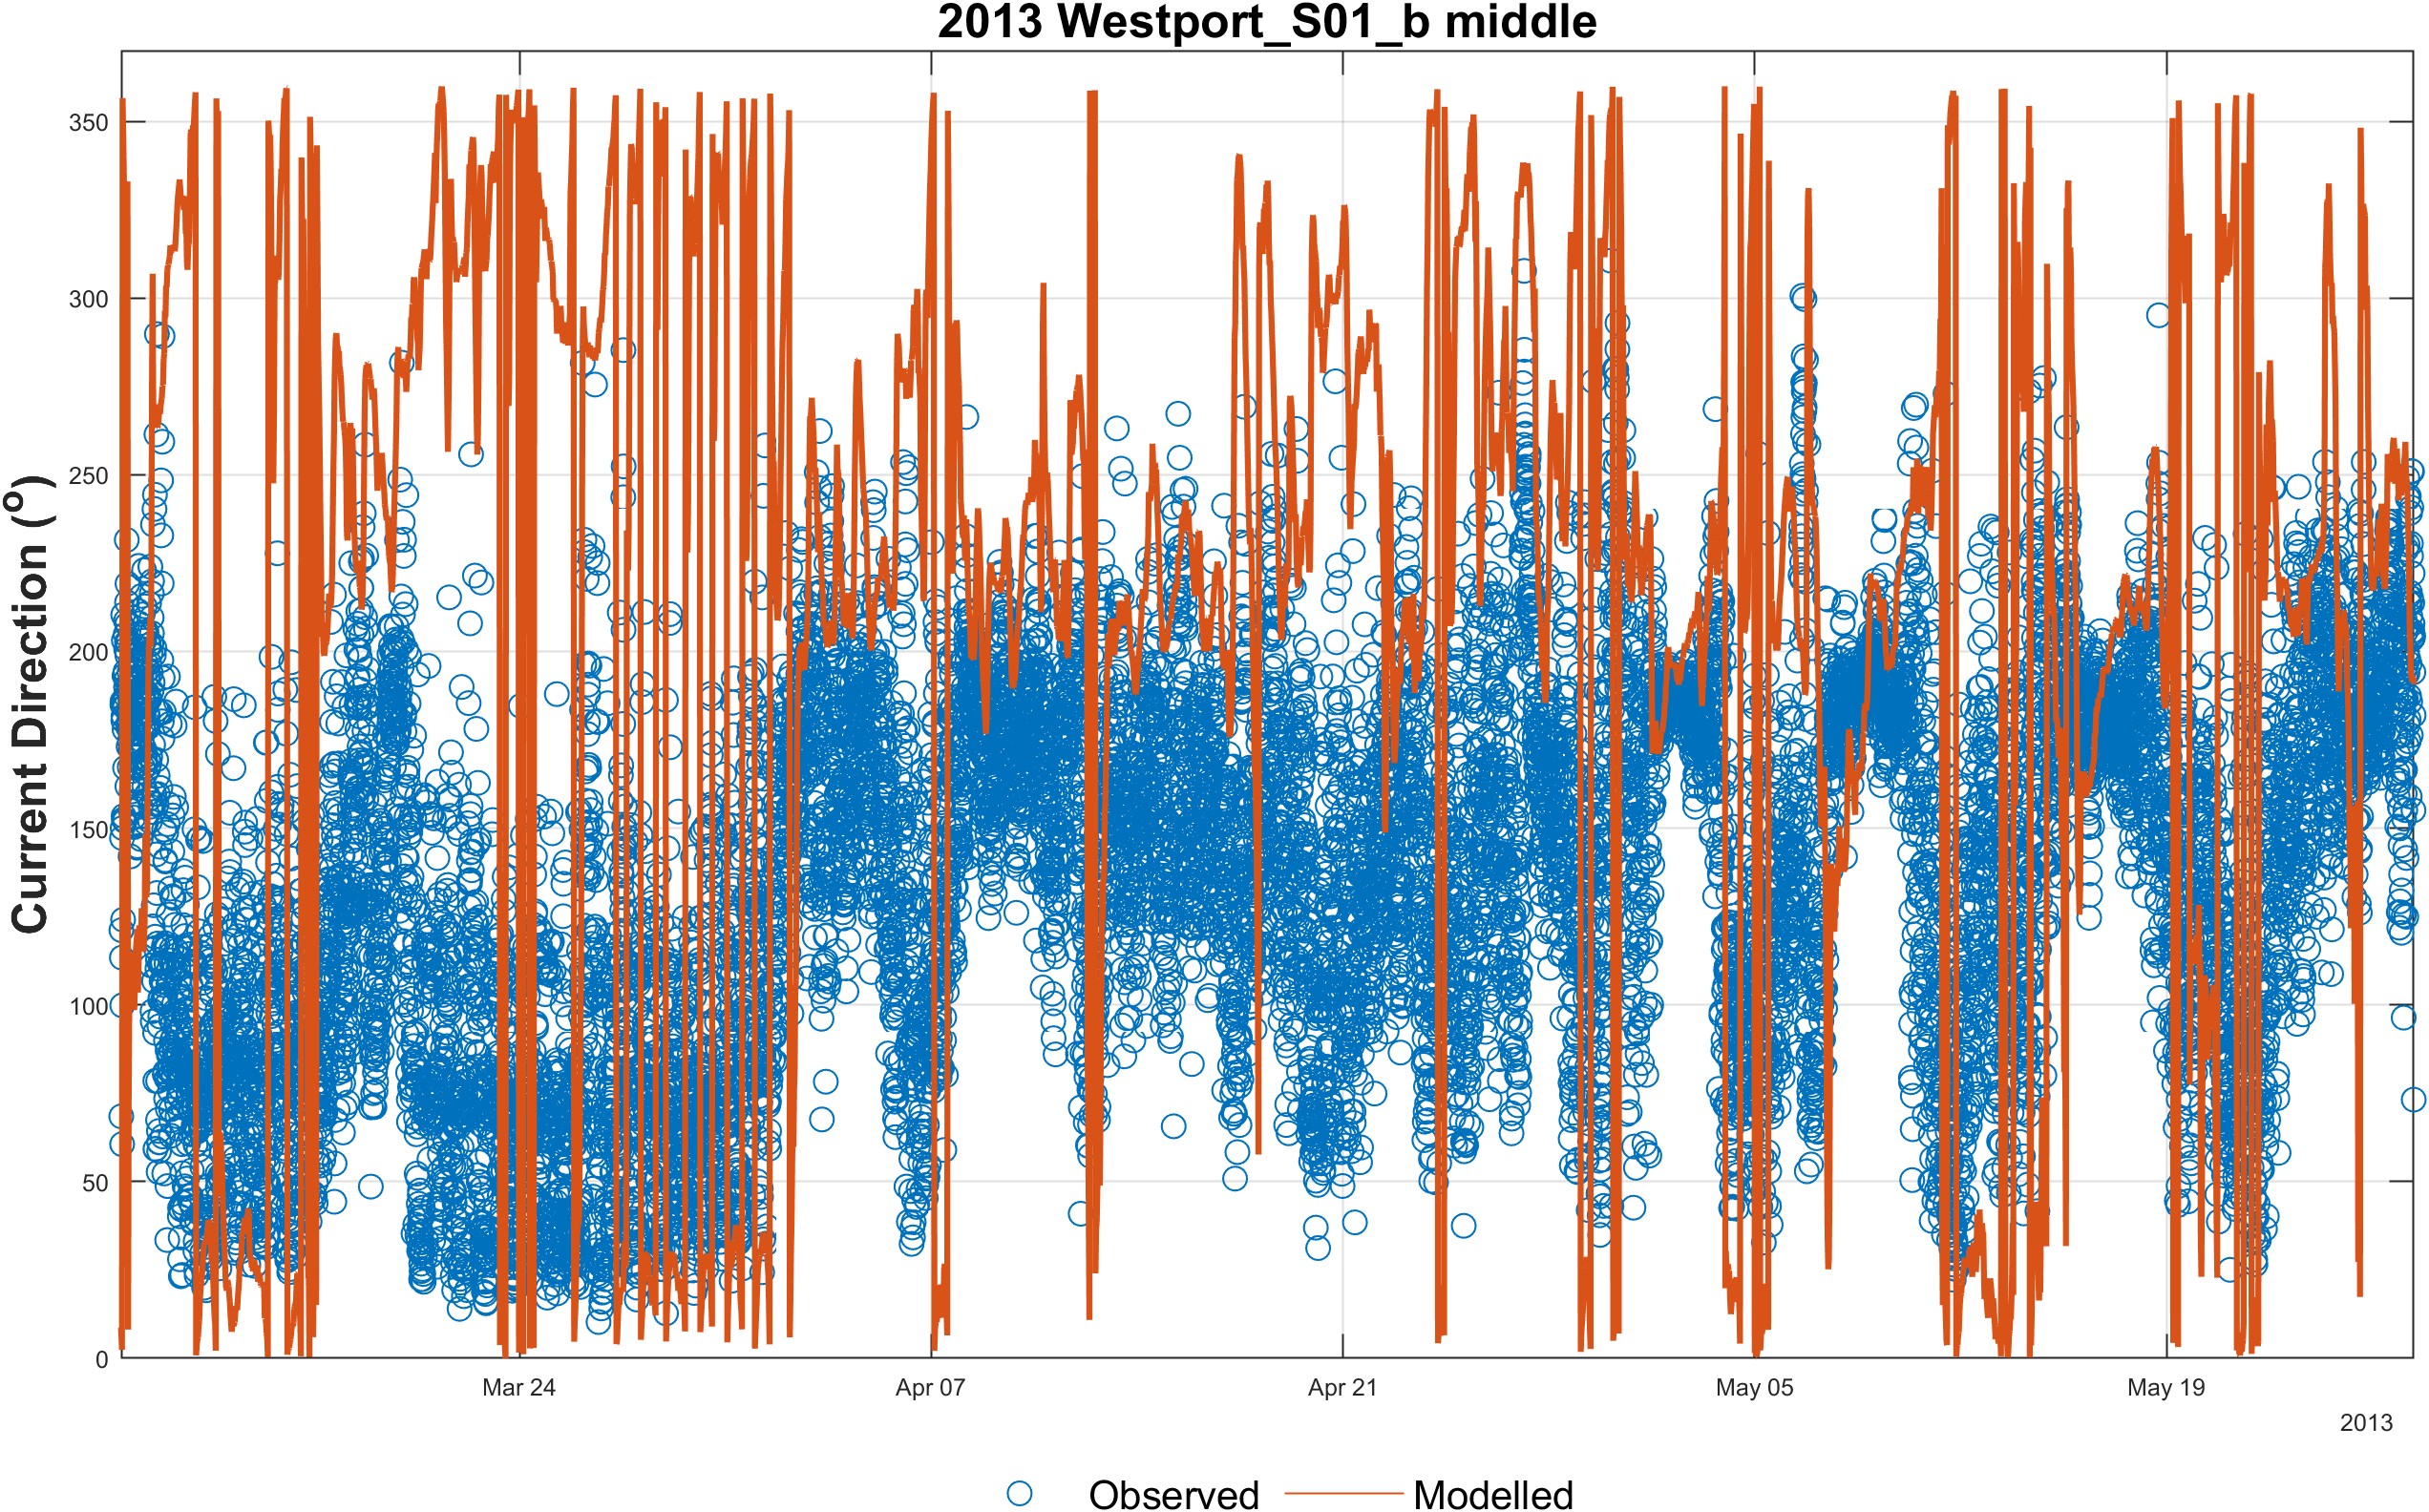 2013 Westport_S01_b middle
Current Direction (o)
350
300
250
200
150
100
50
0
Mar 24
Apr 07
Apr 21
May 05
May 19
2013
Observed
Modelled